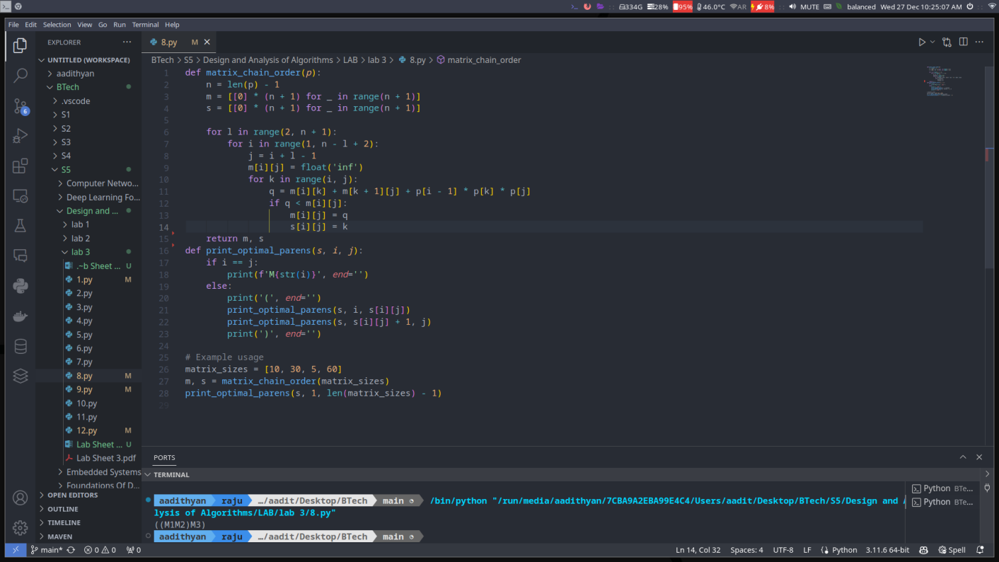 334G 28% 95% 46.0°C AR 8% MUTE balanced Wed 27 Dec 10:25:07 AM
File Edit Selection View Go Run Terminal Help
EXPLORER ···
UNTITLED (WORKSPACE)
aadithyan
BTech
.vscode
S1
S2
S3
S4
S5
Computer Netwo...
Deep Learning Fo...
Design and ...
lab 1
lab 2
lab 3
.~b Sheet ... U
1.py M
2.py
3.py
4.py
5.py
6.py
7.py
8.py M
9.py M
10.py
11.py
12.py M
Lab Sheet ... U
Lab Sheet 3.pdf
Embedded Systems
Foundations Of D...
OPEN EDITORS
OUTLINE
TIMELINE
MAVEN
6
8.py M
BTech > S5 > Design and Analysis of Algorithms > LAB > lab 3 > 8.py > matrix_chain_order
1 def matrix_chain_order(p):
2     n = len(p) - 1
3     m = [[0] * (n + 1) for _ in range(n + 1)]
4     s = [[0] * (n + 1) for _ in range(n + 1)]
5
6     for l in range(2, n + 1):
7         for i in range(1, n - l + 2):
8             j = i + l - 1
9             m[i][j] = float('inf')
10             for k in range(i, j):
11                 q = m[i][k] + m[k + 1][j] + p[i - 1] * p[k] * p[j]
12                 if q < m[i][j]:
13                     m[i][j] = q
14                     s[i][j] = k
15     return m, s
16 def print_optimal_parens(s, i, j):
17     if i == j:
18         print(f'M{str(i)}', end='')
19     else:
20         print('(', end='')
21         print_optimal_parens(s, i, s[i][j])
22         print_optimal_parens(s, s[i][j] + 1, j)
23         print(')', end='')
24
25 # Example usage
26 matrix_sizes = [10, 30, 5, 60]
27 m, s = matrix_chain_order(matrix_sizes)
28 print_optimal_parens(s, 1, len(matrix_sizes) - 1)
29
PORTS
TERMINAL
aadithyan raju …/aadit/Desktop/BTech main /bin/python "/run/media/aadithyan/7CBA9A2EBA99E4C4/Users/aadit/Desktop/BTech/S5/Design and
lysis of Algorithms/LAB/lab 3/8.py"
((M1M2)M3)
aadithyan raju …/aadit/Desktop/BTech main
Python BTe...
Python BTe...
main* 0 0 0 Ln 14, Col 32 Spaces: 4 UTF-8 LF Python 3.11.6 64-bit Spell